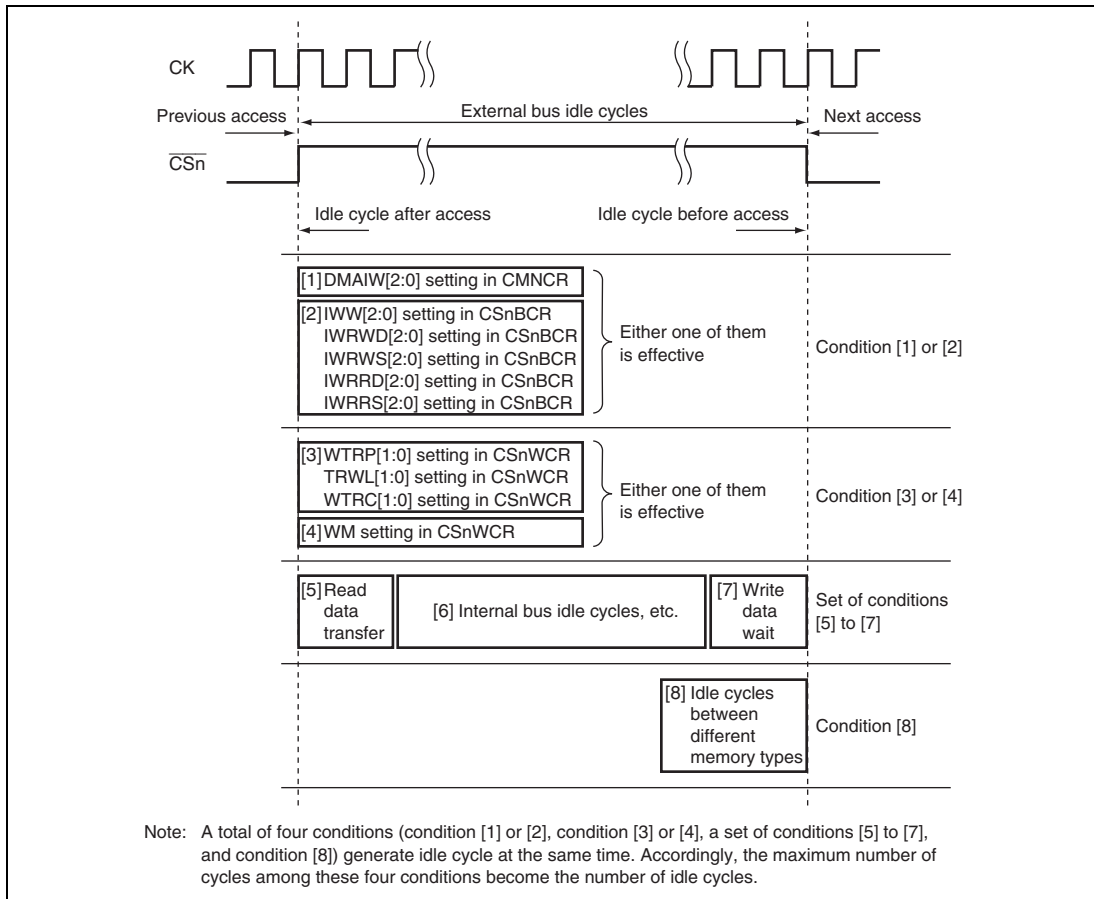 CK
Previous access
External bus idle cycles
Next access
CSn
Idle cycle after access
Idle cycle before access
[1]DMAIW[2:0] setting in CMNCR
[2]IWW[2:0] setting in CSnBCR
IWRWD[2:0] setting in CSnBCR
IWRWS[2:0] setting in CSnBCR
IWRRD[2:0] setting in CSnBCR
IWRRS[2:0] setting in CSnBCR
Either one of them
is effective
Condition [1] or [2]
[3]WTRP[1:0] setting in CSnWCR
TRWL[1:0] setting in CSnWCR
WTRC[1:0] setting in CSnWCR
[4]WM setting in CSnWCR
Either one of them
is effective
Condition [3] or [4]
[5]Read
data
transfer
[6] Internal bus idle cycles, etc.
[7] Write
data
wait
Set of conditions
[5] to [7]
[8] Idle cycles
between
different
memory types
Condition [8]
Note: A total of four conditions (condition [1] or [2], condition [3] or [4], a set of conditions [5] to [7],
and condition [8]) generate idle cycle at the same time. Accordingly, the maximum number of
cycles among these four conditions become the number of idle cycles.